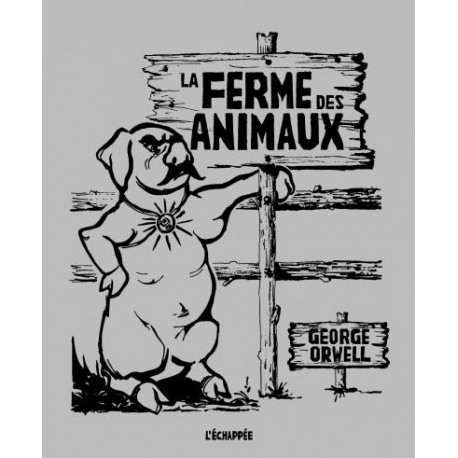 LA FERME DES
ANIMAUX
GEORGE
ORWELL
L'ÉCHAPPÉE